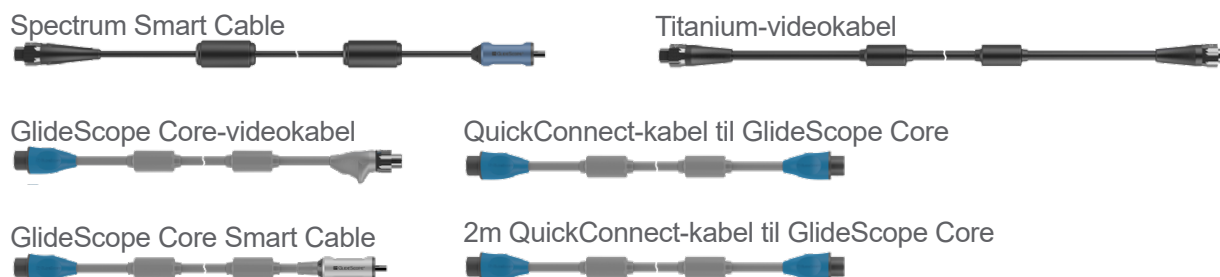 Spectrum Smart Cable
Titanium-videokabel
GlideScope Core-videokabel
QuickConnect-kabel til GlideScope Core
GlideScope Core Smart Cable
2m QuickConnect-kabel til GlideScope Core